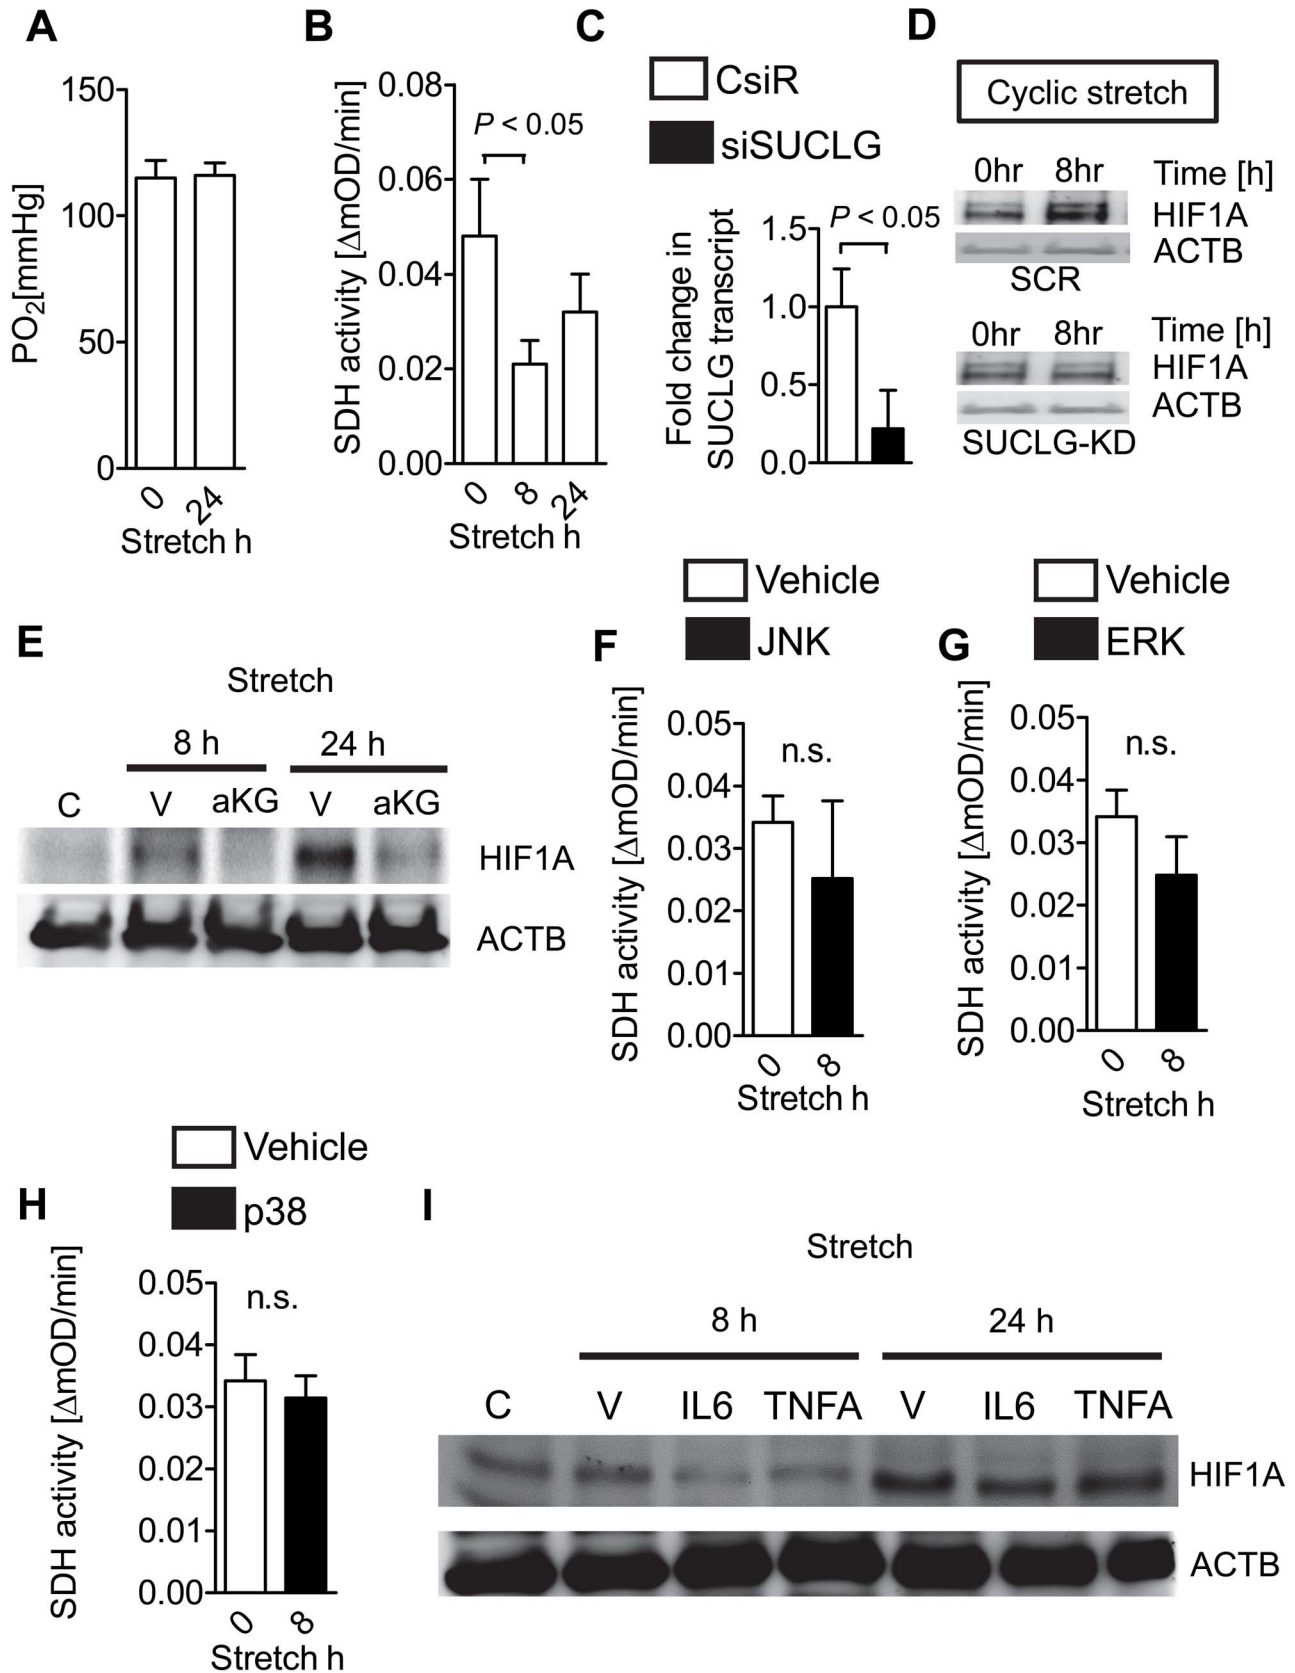 A
PO2[mmHg]
150
100
50
0
0
24
Stretch h
B
SDH activity [ΔmOD/min]
0.08
0.06
0.04
0.02
0.00
P < 0.05
0
8
24
Stretch h
C
CsiR
siSUCLG
Fold change in
SUCLG transcript
1.5
1.0
0.5
0.0
P < 0.05
D
Cyclic stretch
0hr 8hr Time [h]
HIF1A
ACTB
SCR
0hr 8hr Time [h]
HIF1A
ACTB
SUCLG-KD
E
Stretch
8 h 24 h
C V aKG V aKG
HIF1A
ACTB
F
Vehicle
JNK
SDH activity [ΔmOD/min]
0.05
0.04
0.03
0.02
0.01
0.00
n.s.
0
8
Stretch h
G
Vehicle
ERK
SDH activity [ΔmOD/min]
0.05
0.04
0.03
0.02
0.01
0.00
n.s.
0
8
Stretch h
H
Vehicle
p38
SDH activity [ΔmOD/min]
0.05
0.04
0.03
0.02
0.01
0.00
n.s.
0
8
Stretch h
I
Stretch
8 h 24 h
C V IL6 TNFA V IL6 TNFA
HIF1A
ACTB